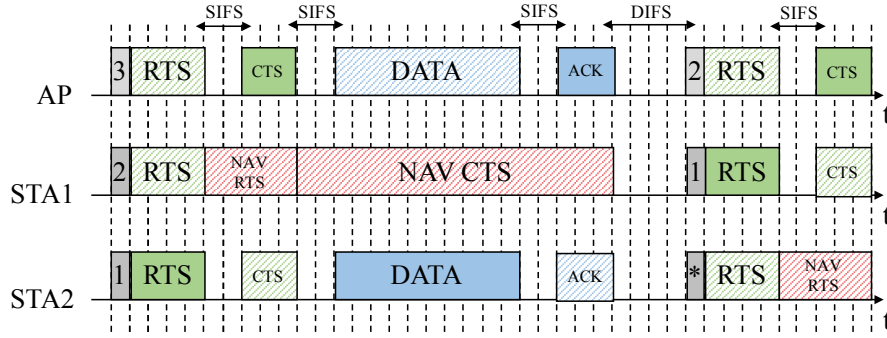 SIFS SIFS SIFS DIFS SIFS
AP 3 RTS CTS DATA ACK 2 RTS CTS
t
STA1 2 RTS NAV RTS NAV CTS 1 RTS CTS
t
STA2 1 RTS CTS DATA ACK * RTS NAV RTS
t